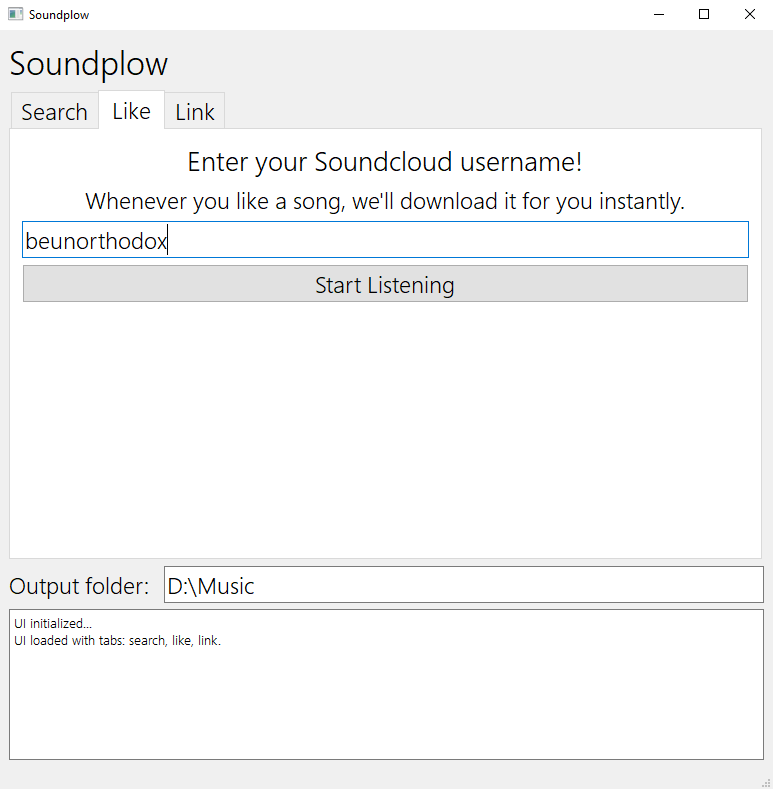 Soundplow
Soundplow
Search Like Link
Enter your Soundcloud username!
Whenever you like a song, we'll download it for you instantly.
beunorthodox
Start Listening
Output folder: D:\Music
UI initialized...
UI loaded with tabs: search, like, link.